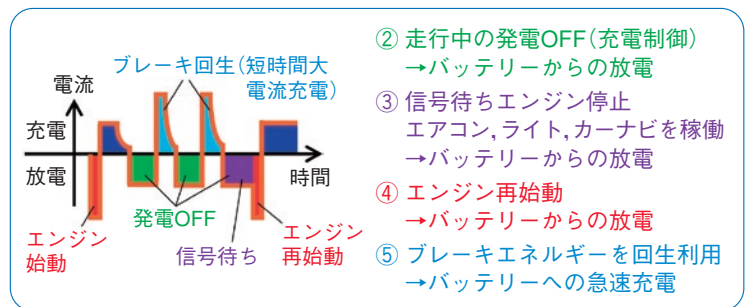 ブレーキ回生(短時間大
電流充電)
電流
充電
放電
時間
発電OFF
エンジン
始動
信号待ち
エンジン
再始動
② 走行中の発電OFF(充電制御)
→バッテリーからの放電
③ 信号待ちエンジン停止
エアコン,ライト,カーナビを稼働
→バッテリーからの放電
④ エンジン再始動
→バッテリーからの放電
⑤ ブレーキエネルギーを回生利用
→バッテリーへの急速充電